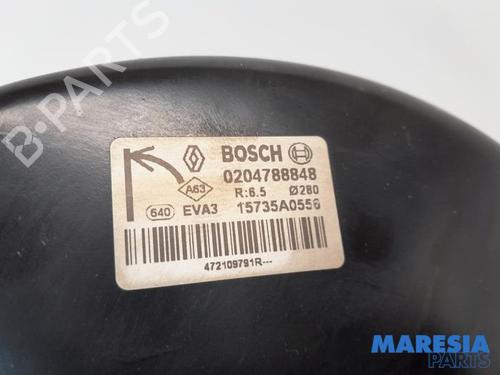 BOSCH
0204788848
A63
R:6.5 Ø280
640 EVA3 15735A0556
472109791R---
B-PARTS
MARESIA
PARTS